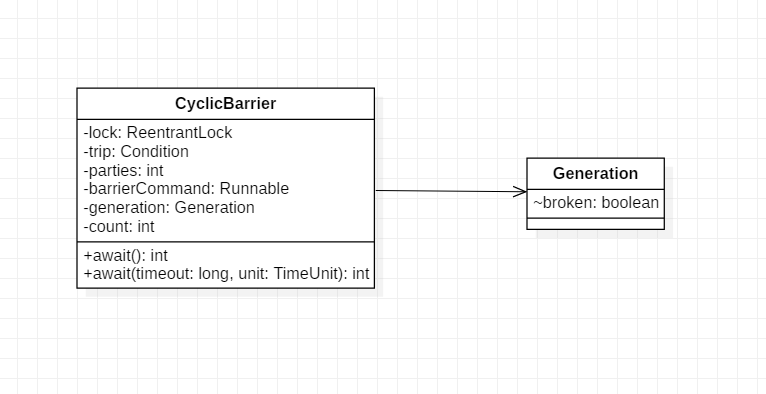 CyclicBarrier
-lock: ReentrantLock
-trip: Condition
-parties: int
-barrierCommand: Runnable
-generation: Generation
-count: int
+await(): int
+await(timeout: long, unit: TimeUnit): int
Generation
~broken: boolean